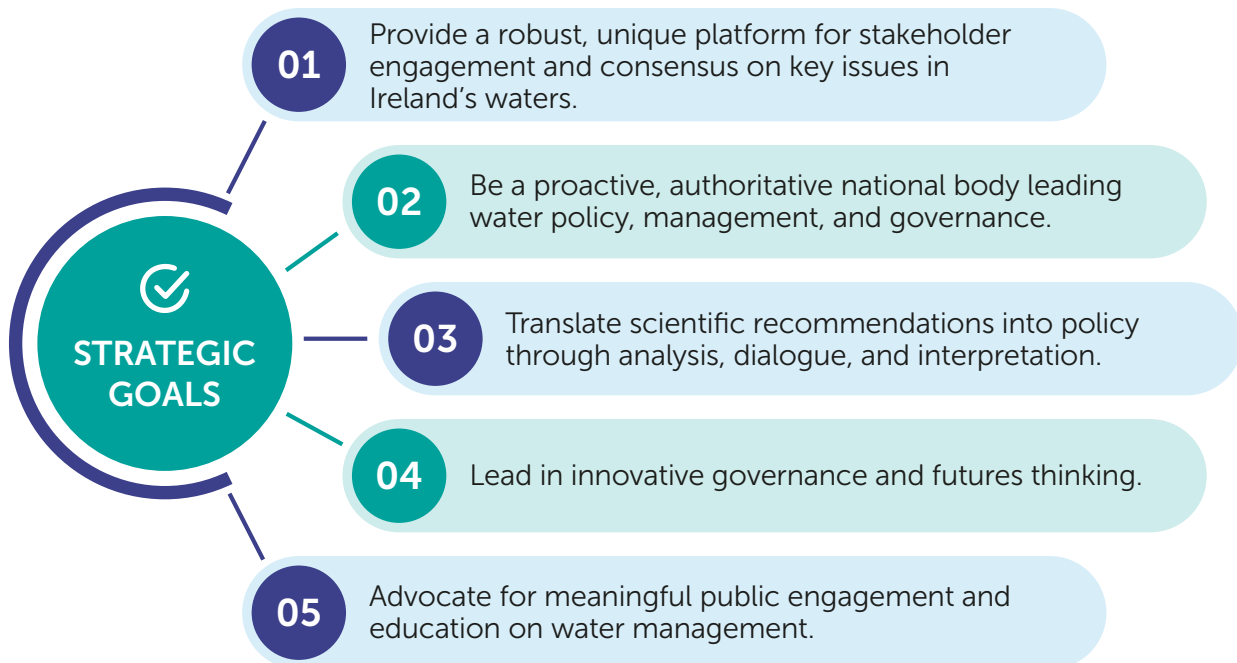 STRATEGIC
GOALS
01
Provide a robust, unique platform for stakeholder
engagement and consensus on key issues in
Ireland’s waters.
02
Be a proactive, authoritative national body leading
water policy, management, and governance.
03
Translate scientific recommendations into policy
through analysis, dialogue, and interpretation.
04
Lead in innovative governance and futures thinking.
05
Advocate for meaningful public engagement and
education on water management.